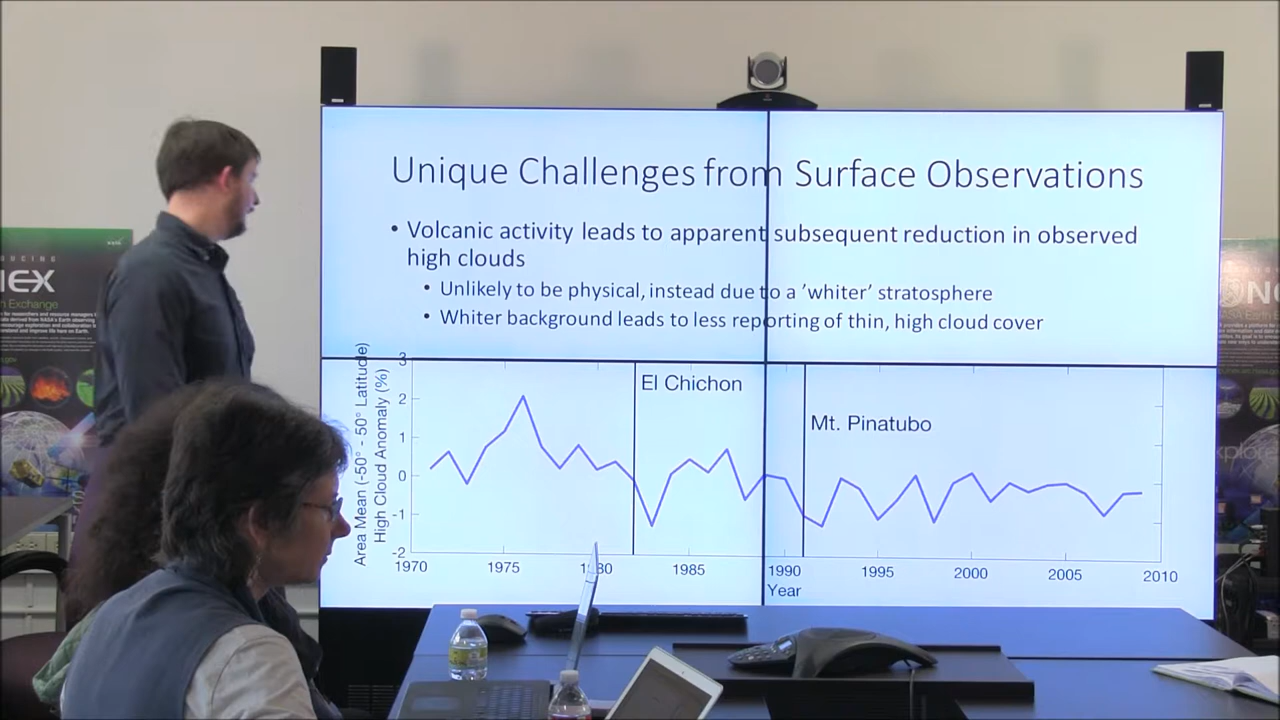 Unique Challenges from Surface Observations
• Volcanic activity leads to apparent subsequent reduction in observed
high clouds
• Unlikely to be physical, instead due to a ’whiter’ stratosphere
• Whiter background leads to less reporting of thin, high cloud cover
Area Mean (-50° - 50° Latitude)
High Cloud Anomaly (%)
3
2
1
0
-1
-2
El Chichon
Mt. Pinatubo
1970 1975 1980 1985 1990 1995 2000 2005 2010
Year
NEX
Exchange